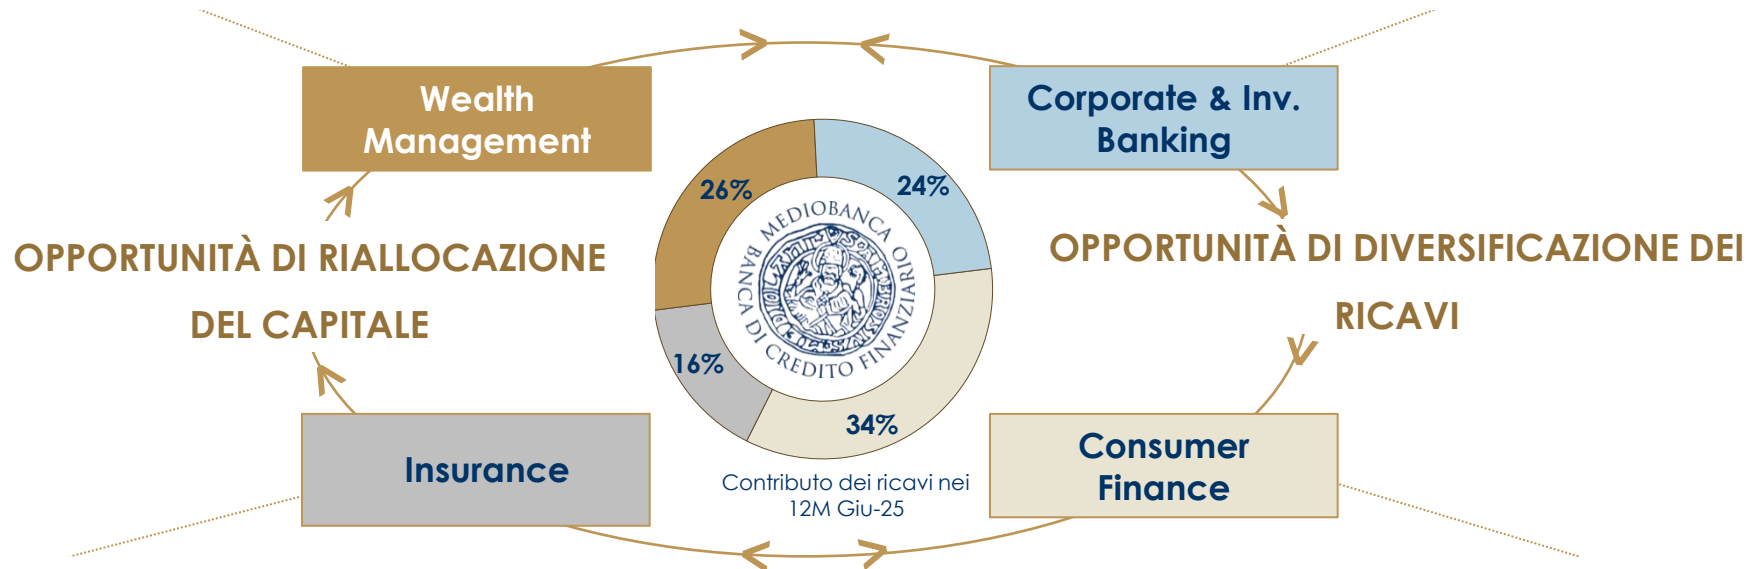 Wealth
Management
Corporate & Inv.
Banking
26%
24%
MEDIOBANCA
BANCA DI CREDITO FINANZIARIO
OPPORTUNITÀ DI RIALLOCAZIONE
DEL CAPITALE
OPPORTUNITÀ DI DIVERSIFICAZIONE DEI
RICAVI
16%
34%
Insurance
Consumer
Finance
Contributo dei ricavi nei
12M Giu-25